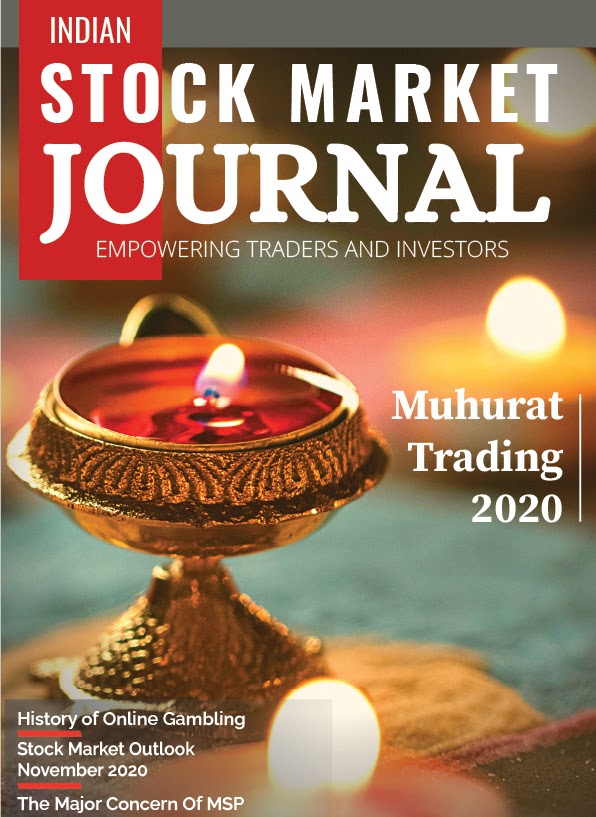 INDIAN
STOCK MARKET
JOURNAL
EMPOWERING TRADERS AND INVESTORS
Muhurat
Trading
2020
History of Online Gambling
Stock Market Outlook
November 2020
The Major Concern Of MSP